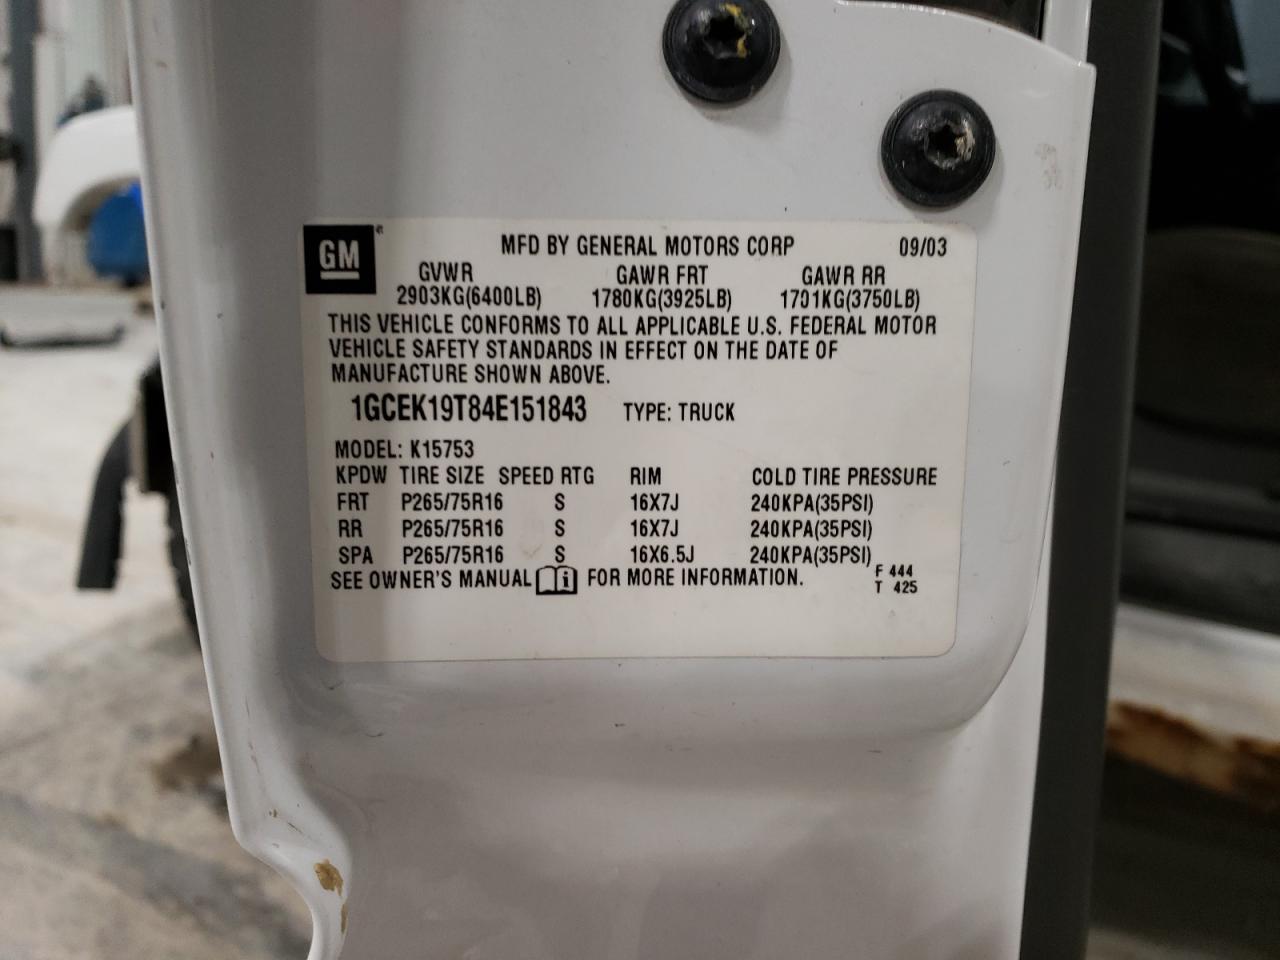 GM
MFD BY GENERAL MOTORS CORP 09/03
GVWR GAWR FRT GAWR RR
2903KG(6400LB) 1780KG(3925LB) 1701KG(3750LB)
THIS VEHICLE CONFORMS TO ALL APPLICABLE U.S. FEDERAL MOTOR
VEHICLE SAFETY STANDARDS IN EFFECT ON THE DATE OF
MANUFACTURE SHOWN ABOVE.
1GCEK19T84E151843 TYPE: TRUCK
MODEL: K15753
KPDW TIRE SIZE SPEED RTG RIM COLD TIRE PRESSURE
FRT P265/75R16 S 16X7J 240KPA(35PSI)
RR P265/75R16 S 16X7J 240KPA(35PSI)
SPA P265/75R16 S 16X6.5J 240KPA(35PSI)
SEE OWNER'S MANUAL i FOR MORE INFORMATION.
F 444
T 425